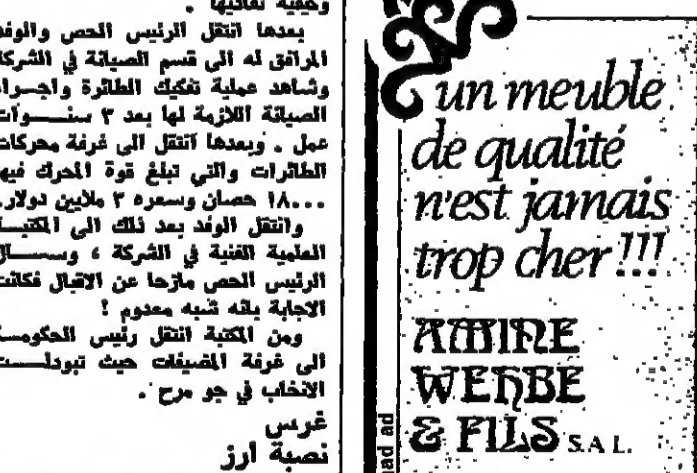 وكيفية تفاديها .
بعدها انتقل الرئيس الحص والوفد
المرافق له الى قسم الصيانة في الشركة
وشاهد عملية تفكيك الطائرة واجراء
الصيانة اللازمة لها بعد ٣ سنوات
عمل . وبعدها انتقل الى غرفة محركات
الطائرات والتي تبلغ قوة المحرك فيها
١٨٠٠٠ حصان وسعره ٣ ملايين دولار.
وانتقل الوفد بعد ذلك الى المكتبة
العلمية الفنية في الشركة ، وسأل
الرئيس الحص مازحا عن الاقبال فكانت
الاجابة بانه شبه معدوم !
ومن المكتبة انتقل رئيس الحكومة
الى غرفة المضيفات حيث تبودلت
الانخاب في جو مرح .
غرس
نصبة أرز
un meuble
de qualité
n'est jamais
trop cher!!!
AMINE
WEHBE
& FILS S.A.L.
ad ad